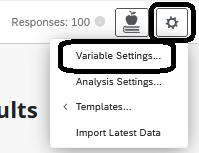 Responses: 100
Variable Settings...
Analysis Settings...
< Templates...
ults
Import Latest Data